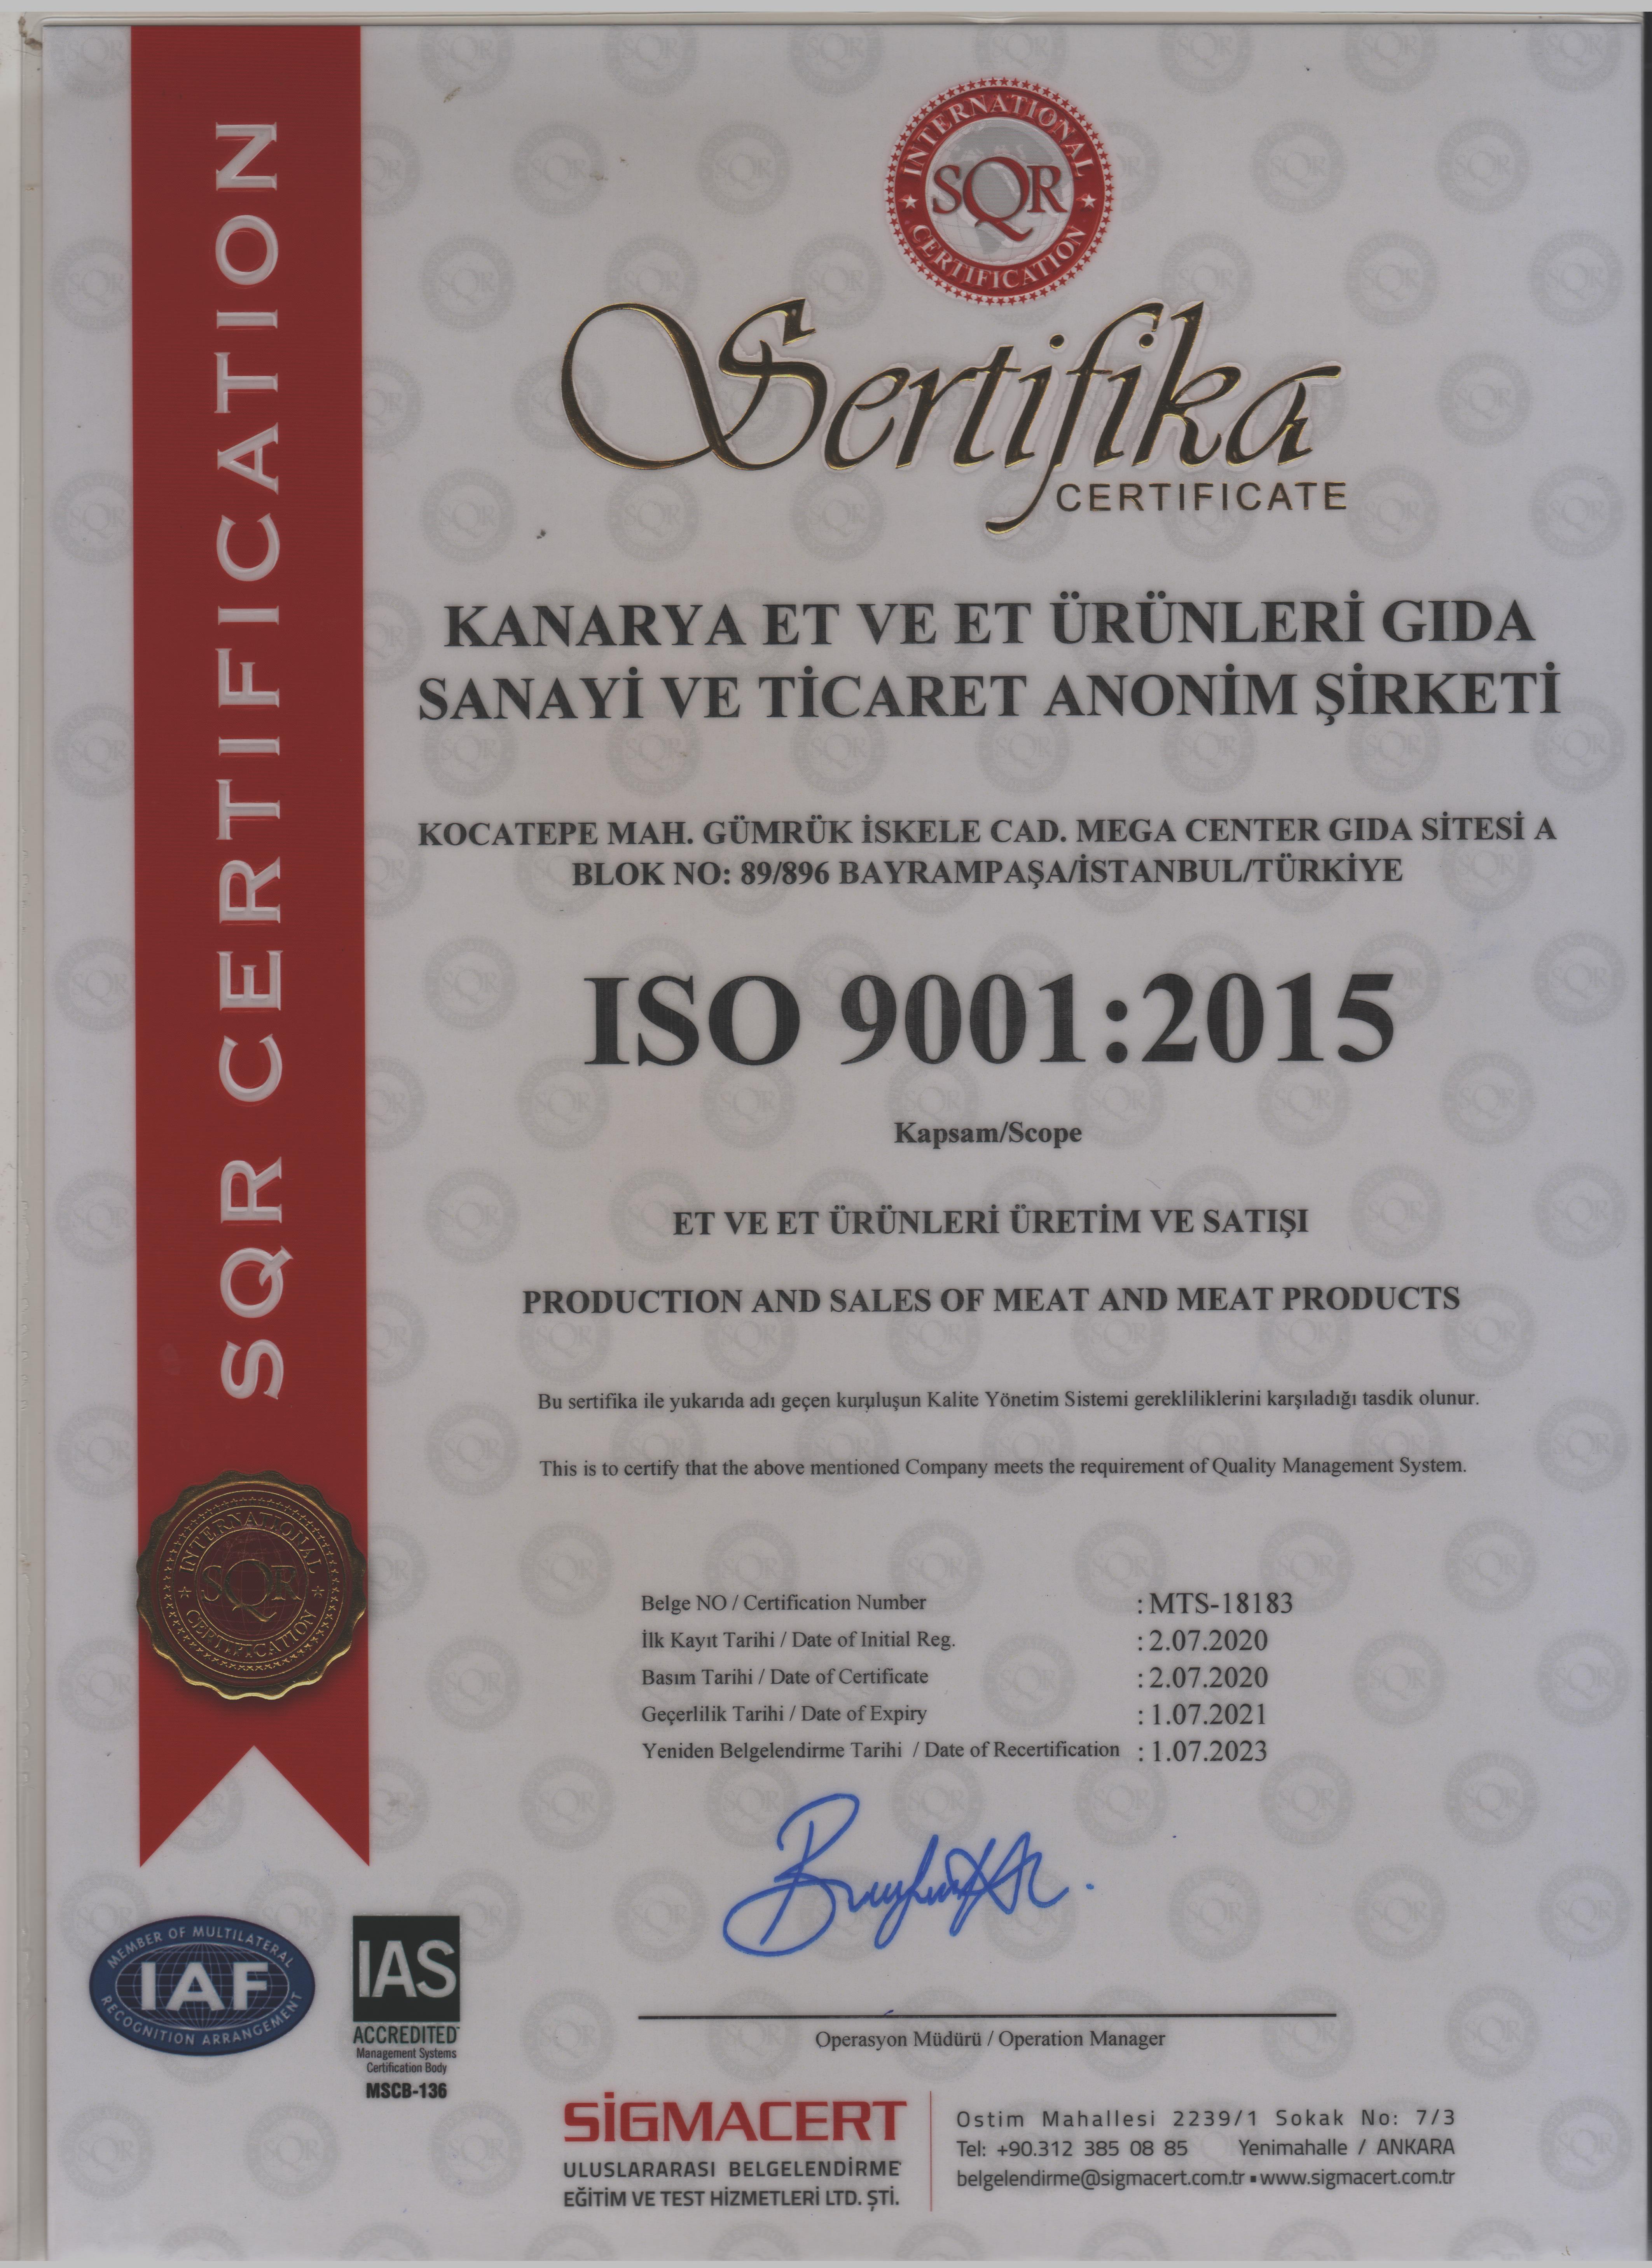 SQR CERTIFICATION
INTERNATIONAL
SQR
CERTIFICATION
Sertifika
CERTIFICATE
KANARYA ET VE ET ÜRÜNLERİ GIDA
SANAYİ VE TİCARET ANONİM ŞİRKETİ
KOCATEPE MAH. GÜMRÜK İSKELE CAD. MEGA CENTER GIDA SİTESİ A
BLOK NO: 89/896 BAYRAMPAŞA/İSTANBUL/TÜRKİYE
ISO 9001:2015
Kapsam/Scope
ET VE ET ÜRÜNLERİ ÜRETİM VE SATIŞI
PRODUCTION AND SALES OF MEAT AND MEAT PRODUCTS
Bu sertifika ile yukarıda adı geçen kuruluşun Kalite Yönetim Sistemi gerekliliklerini karşıladığı tasdik olunur.
This is to certify that the above mentioned Company meets the requirement of Quality Management System.
INTERNATIONAL
SQR
CERTIFICATION
Belge NO / Certification Number : MTS-18183
İlk Kayıt Tarihi / Date of Initial Reg. : 2.07.2020
Basım Tarihi / Date of Certificate : 2.07.2020
Geçerlilik Tarihi / Date of Expiry : 1.07.2021
Yeniden Belgelendirme Tarihi / Date of Recertification : 1.07.2023
MEMBER OF MULTILATERAL
IAF
RECOGNITION ARRANGEMENT
IAS
ACCREDITED
Management Systems
Certification Body
MSCB-136
Operasyon Müdürü / Operation Manager
SİGMACERT
ULUSLARARASI BELGELENDİRME
EĞİTİM VE TEST HİZMETLERİ LTD. ŞTİ.
Ostim Mahallesi 2239/1 Sokak No: 7/3
Tel: +90.312 385 08 85 Yenimahalle / ANKARA
belgelendirme@sigmacert.com.tr ▪ www.sigmacert.com.tr